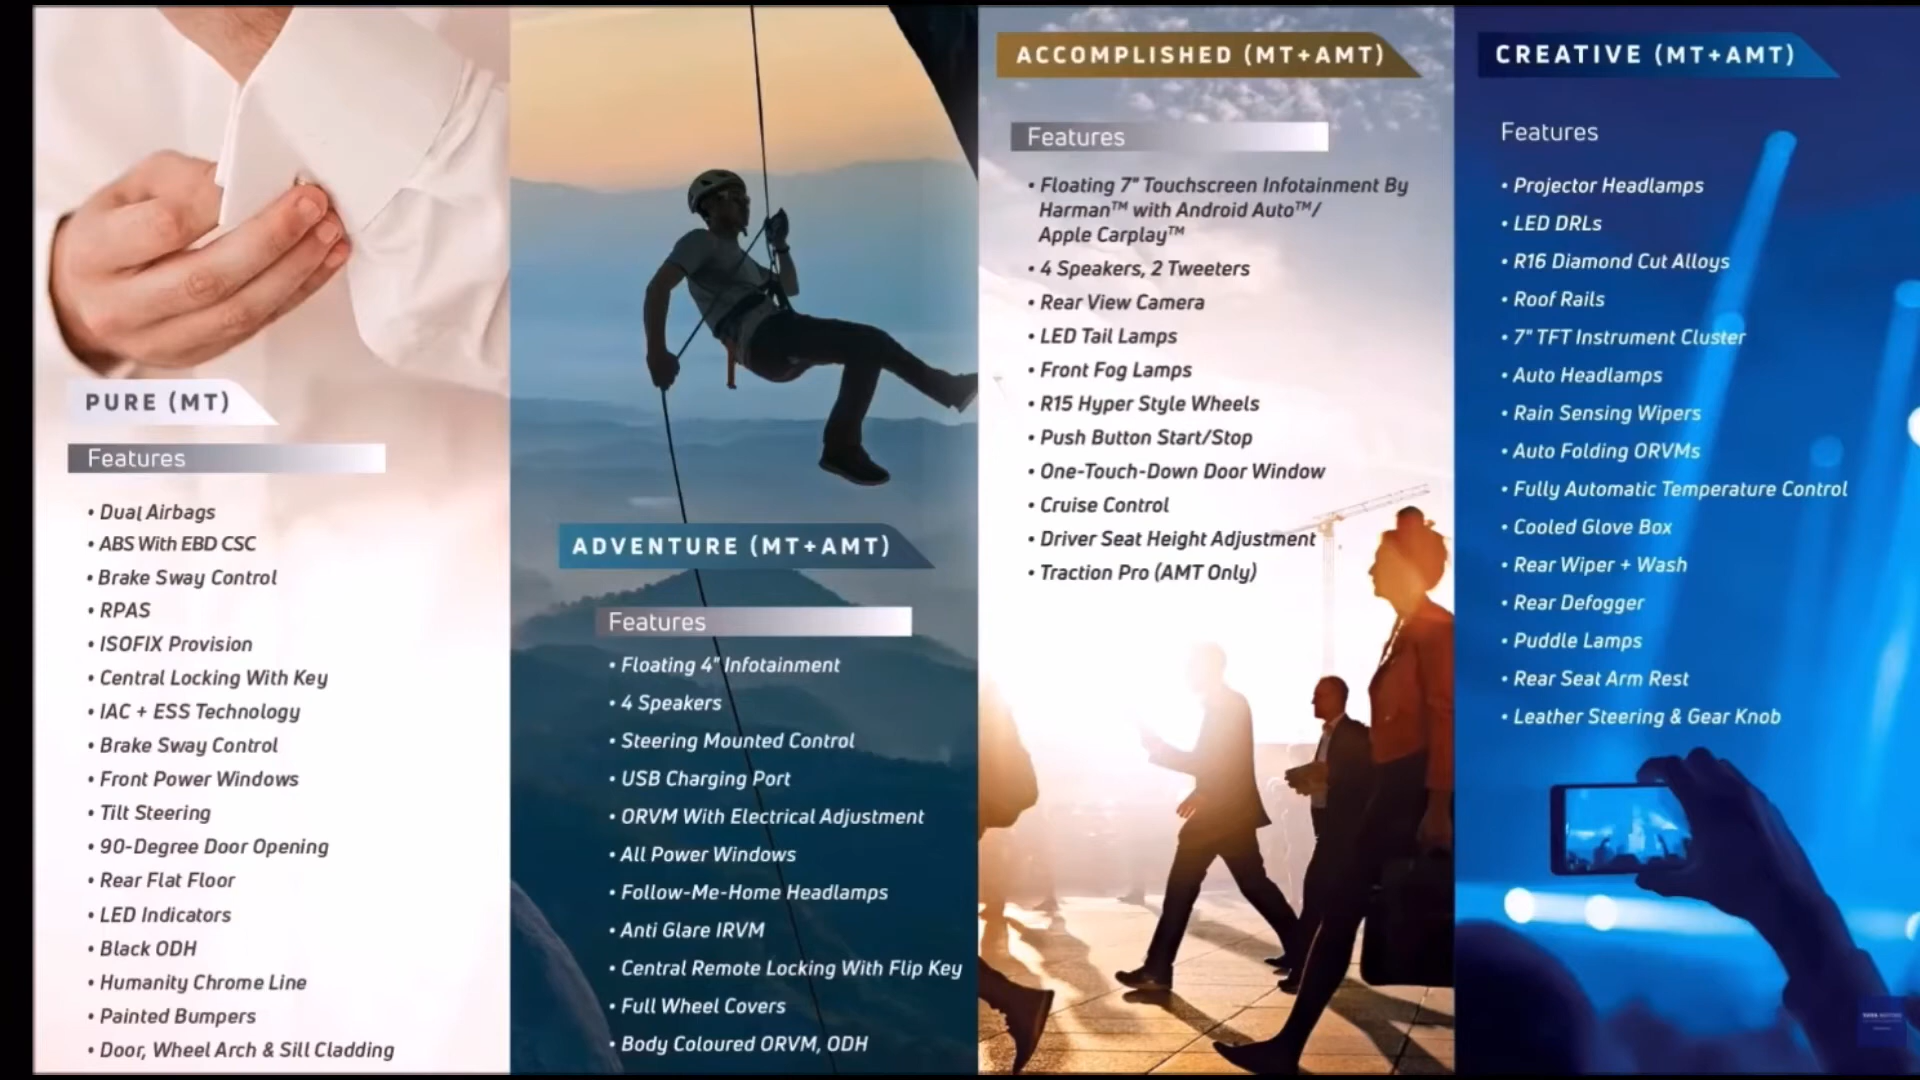 PURE (MT)
Features
• Dual Airbags
• ABS With EBD CSC
• Brake Sway Control
• RPAS
• ISOFIX Provision
• Central Locking With Key
• IAC + ESS Technology
• Brake Sway Control
• Front Power Windows
• Tilt Steering
• 90-Degree Door Opening
• Rear Flat Floor
• LED Indicators
• Black ODH
• Humanity Chrome Line
• Painted Bumpers
• Door, Wheel Arch & Sill Cladding
ADVENTURE (MT+AMT)
Features
• Floating 4" Infotainment
• 4 Speakers
• Steering Mounted Control
• USB Charging Port
• ORVM With Electrical Adjustment
• All Power Windows
• Follow-Me-Home Headlamps
• Anti Glare IRVM
• Central Remote Locking With Flip Key
• Full Wheel Covers
• Body Coloured ORVM, ODH
ACCOMPLISHED (MT+AMT)
Features
• Floating 7" Touchscreen Infotainment By
Harman™ with Android Auto™/
Apple Carplay™
• 4 Speakers, 2 Tweeters
• Rear View Camera
• LED Tail Lamps
• Front Fog Lamps
• R15 Hyper Style Wheels
• Push Button Start/Stop
• One-Touch-Down Door Window
• Cruise Control
• Driver Seat Height Adjustment
• Traction Pro (AMT Only)
CREATIVE (MT+AMT)
Features
• Projector Headlamps
• LED DRLs
• R16 Diamond Cut Alloys
• Roof Rails
• 7" TFT Instrument Cluster
• Auto Headlamps
• Rain Sensing Wipers
• Auto Folding ORVMs
• Fully Automatic Temperature Control
• Cooled Glove Box
• Rear Wiper + Wash
• Rear Defogger
• Puddle Lamps
• Rear Seat Arm Rest
• Leather Steering & Gear Knob